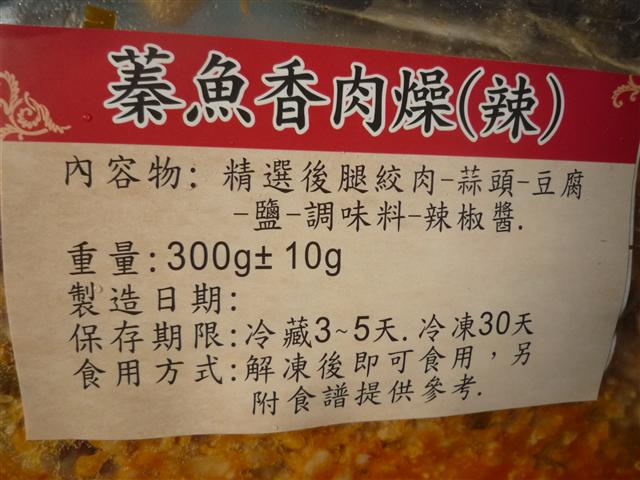 蓁魚香肉燥(辣)
內容物: 精選後腿絞肉-蒜頭-豆腐
-鹽-調味料-辣椒醬.
重量:300g±10g
製造日期:
保存期限:冷藏3~5天.冷凍30天
食用方式:解凍後即可食用，另
附食譜提供參考.